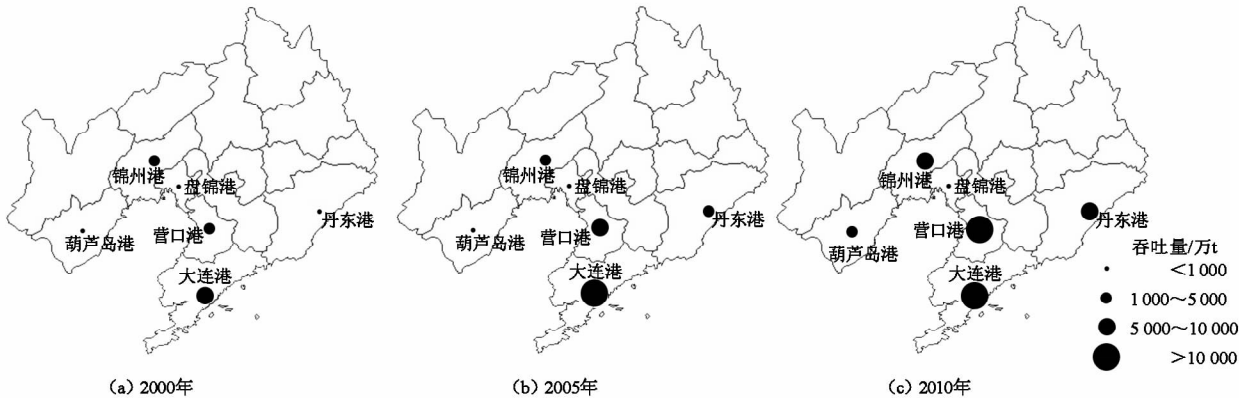 锦州港
盘锦港
丹东港
葫芦岛港
营口港
大连港
(a) 2000年
锦州港
盘锦港
丹东港
葫芦岛港
营口港
大连港
(b) 2005年
锦州港
盘锦港
丹东港
葫芦岛港
营口港
大连港
(c) 2010年
吞吐量/万t
<1 000
1 000～5 000
5 000～10 000
>10 000